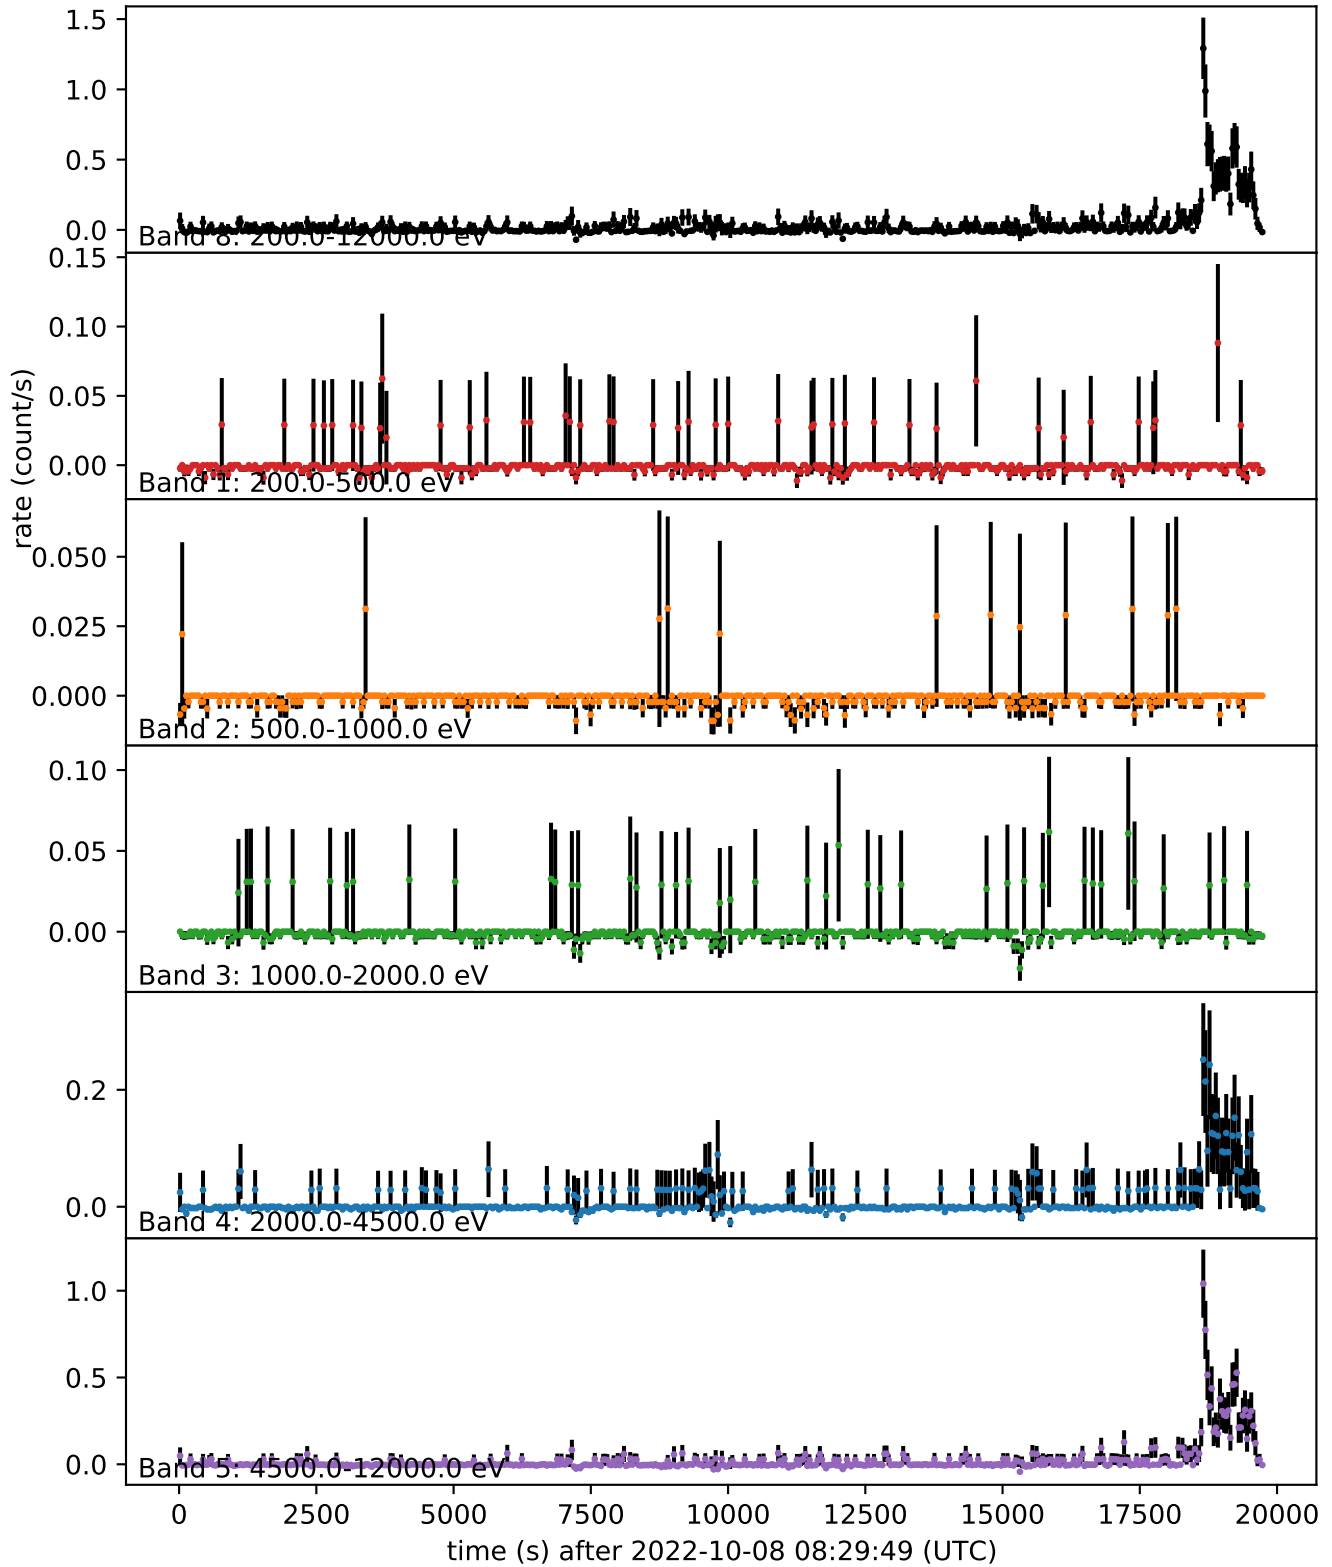 1.5
1.0
0.5
0.0
Band 8: 200.0-12000.0 eV
0.15
0.10
0.05
0.00
Band 1: 200.0-500.0 eV
rate (count/s)
0.050
0.025
0.000
Band 2: 500.0-1000.0 eV
0.10
0.05
0.00
Band 3: 1000.0-2000.0 eV
0.2
0.0
Band 4: 2000.0-4500.0 eV
1.0
0.5
0.0
Band 5: 4500.0-12000.0 eV
0 2500 5000 7500 10000 12500 15000 17500 20000
time (s) after 2022-10-08 08:29:49 (UTC)